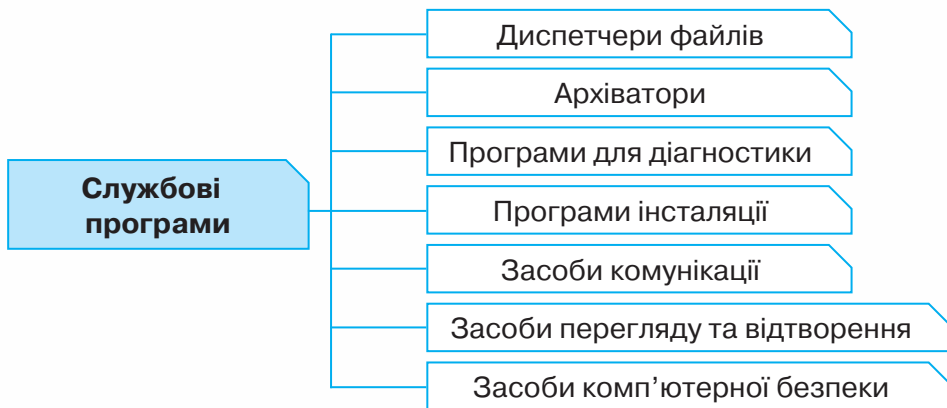 Диспетчери файлів
Архіватори
Програми для діагностики
Службові
програми
Програми інсталяції
Засоби комунікації
Засоби перегляду та відтворення
Засоби комп’ютерної безпеки